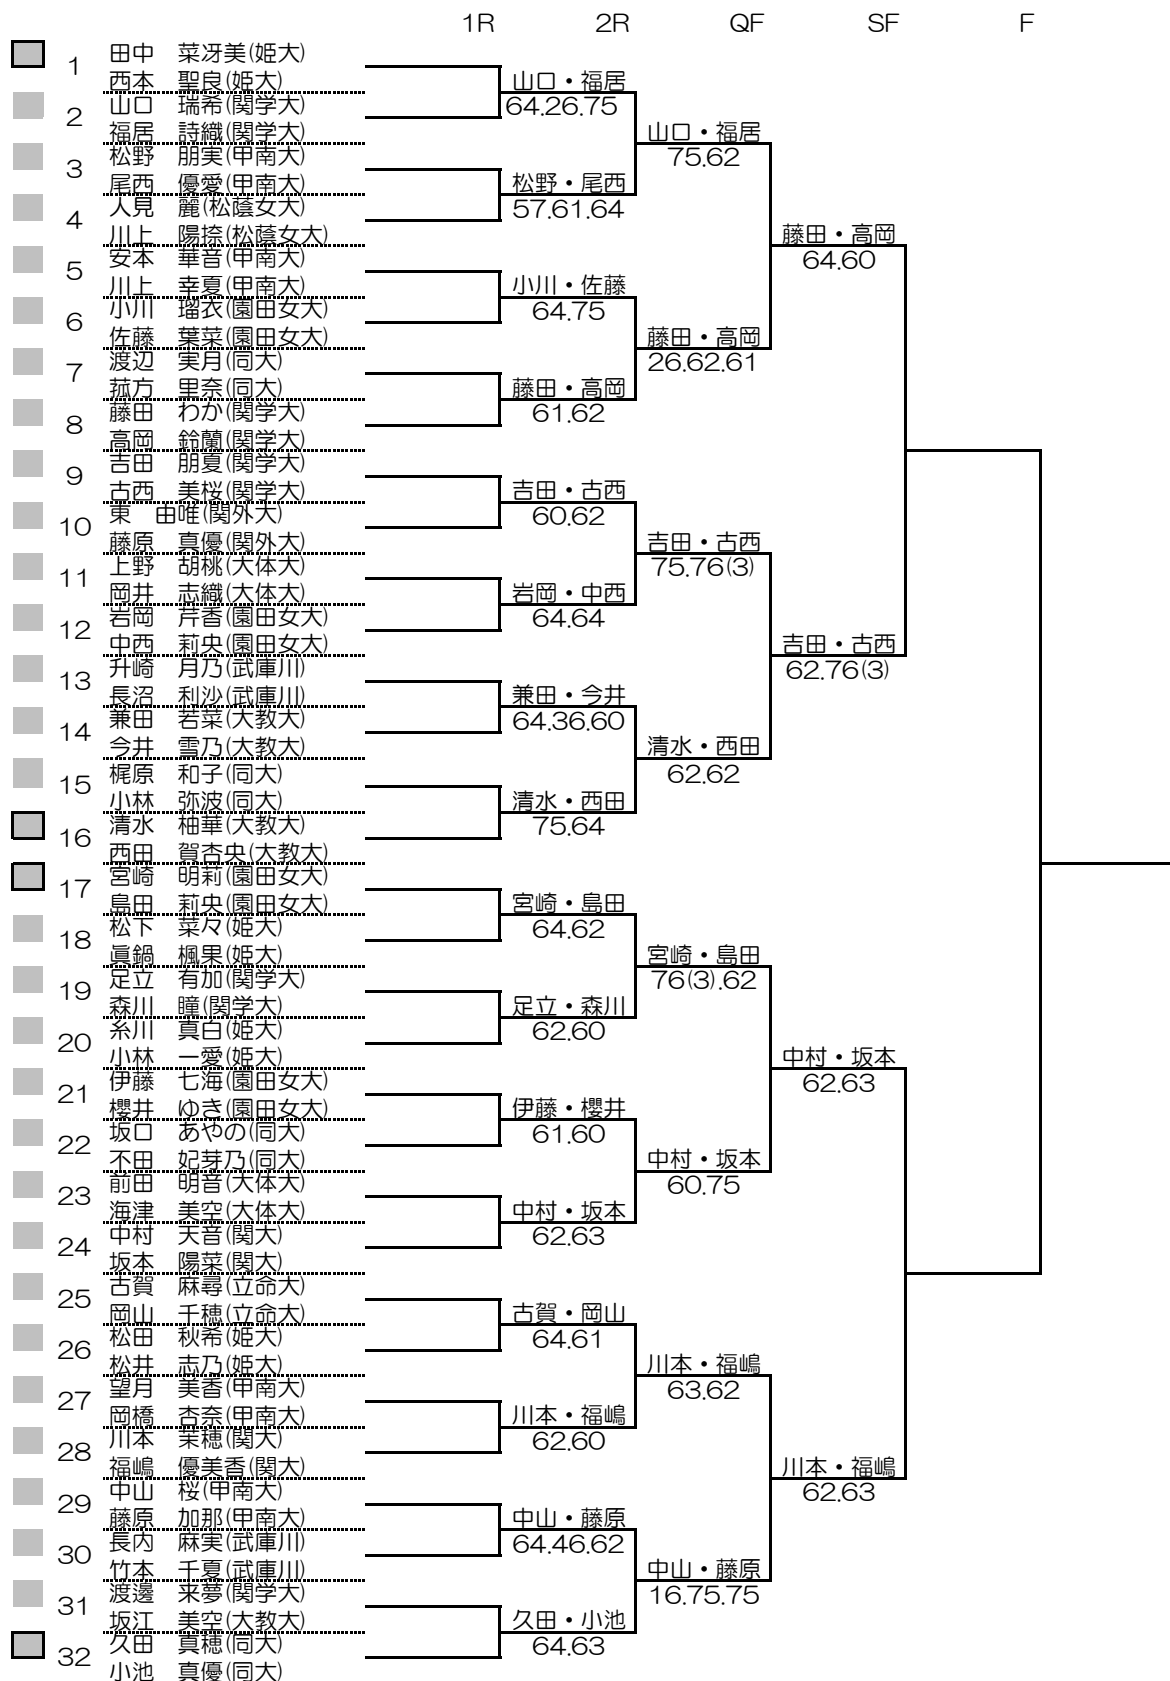 1R 2R QF SF F
1 田中 菜冴美(姫大)
西本 聖良(姫大)
山口・福居
64.26.75
2 山口 瑞希(関学大)
福居 詩織(関学大)
山口・福居
75.62
3 松野 朋実(甲南大)
尾西 優愛(甲南大)
松野・尾西
57.61.64
4 人見 麗(松蔭女大)
川上 陽捺(松蔭女大)
藤田・高岡
64.60
5 安本 華音(甲南大)
川上 幸夏(甲南大)
小川・佐藤
64.75
6 小川 瑠衣(園田女大)
佐藤 葉菜(園田女大)
藤田・高岡
26.62.61
7 渡辺 実月(同大)
菰方 里奈(同大)
藤田・高岡
61.62
8 藤田 わか(関学大)
高岡 鈴蘭(関学大)
9 吉田 朋夏(関学大)
古西 美桜(関学大)
吉田・古西
60.62
10 東 由唯(関外大)
藤原 真優(関外大)
吉田・古西
75.76(3)
11 上野 胡桃(大体大)
岡井 志織(大体大)
岩岡・中西
64.64
12 岩岡 芹香(園田女大)
中西 莉央(園田女大)
吉田・古西
62.76(3)
13 升崎 月乃(武庫川)
長沼 利沙(武庫川)
兼田・今井
64.36.60
14 兼田 若菜(大教大)
今井 雪乃(大教大)
清水・西田
62.62
15 梶原 和子(同大)
小林 弥波(同大)
清水・西田
75.64
16 清水 柚華(大教大)
西田 賀杏央(大教大)
17 宮崎 明莉(園田女大)
島田 莉央(園田女大)
宮崎・島田
64.62
18 松下 菜々(姫大)
眞鍋 楓果(姫大)
宮崎・島田
76(3).62
19 足立 有加(関学大)
森川 瞳(関学大)
足立・森川
62.60
20 糸川 真白(姫大)
小林 一愛(姫大)
中村・坂本
62.63
21 伊藤 七海(園田女大)
櫻井 ゆき(園田女大)
伊藤・櫻井
61.60
22 坂口 あやの(同大)
不田 妃芽乃(同大)
中村・坂本
60.75
23 前田 明音(大体大)
海津 美空(大体大)
中村・坂本
62.63
24 中村 天音(関大)
坂本 陽菜(関大)
25 古賀 麻尋(立命大)
岡山 千穂(立命大)
古賀・岡山
64.61
26 松田 秋希(姫大)
松井 志乃(姫大)
川本・福嶋
63.62
27 望月 美香(甲南大)
岡橋 杏奈(甲南大)
川本・福嶋
62.60
28 川本 茉穂(関大)
福嶋 優美香(関大)
川本・福嶋
62.63
29 中山 桜(甲南大)
藤原 加那(甲南大)
中山・藤原
64.46.62
30 長内 麻実(武庫川)
竹本 千夏(武庫川)
中山・藤原
16.75.75
31 渡邊 来夢(関学大)
坂江 美空(大教大)
久田・小池
64.63
32 久田 真穂(同大)
小池 真優(同大)